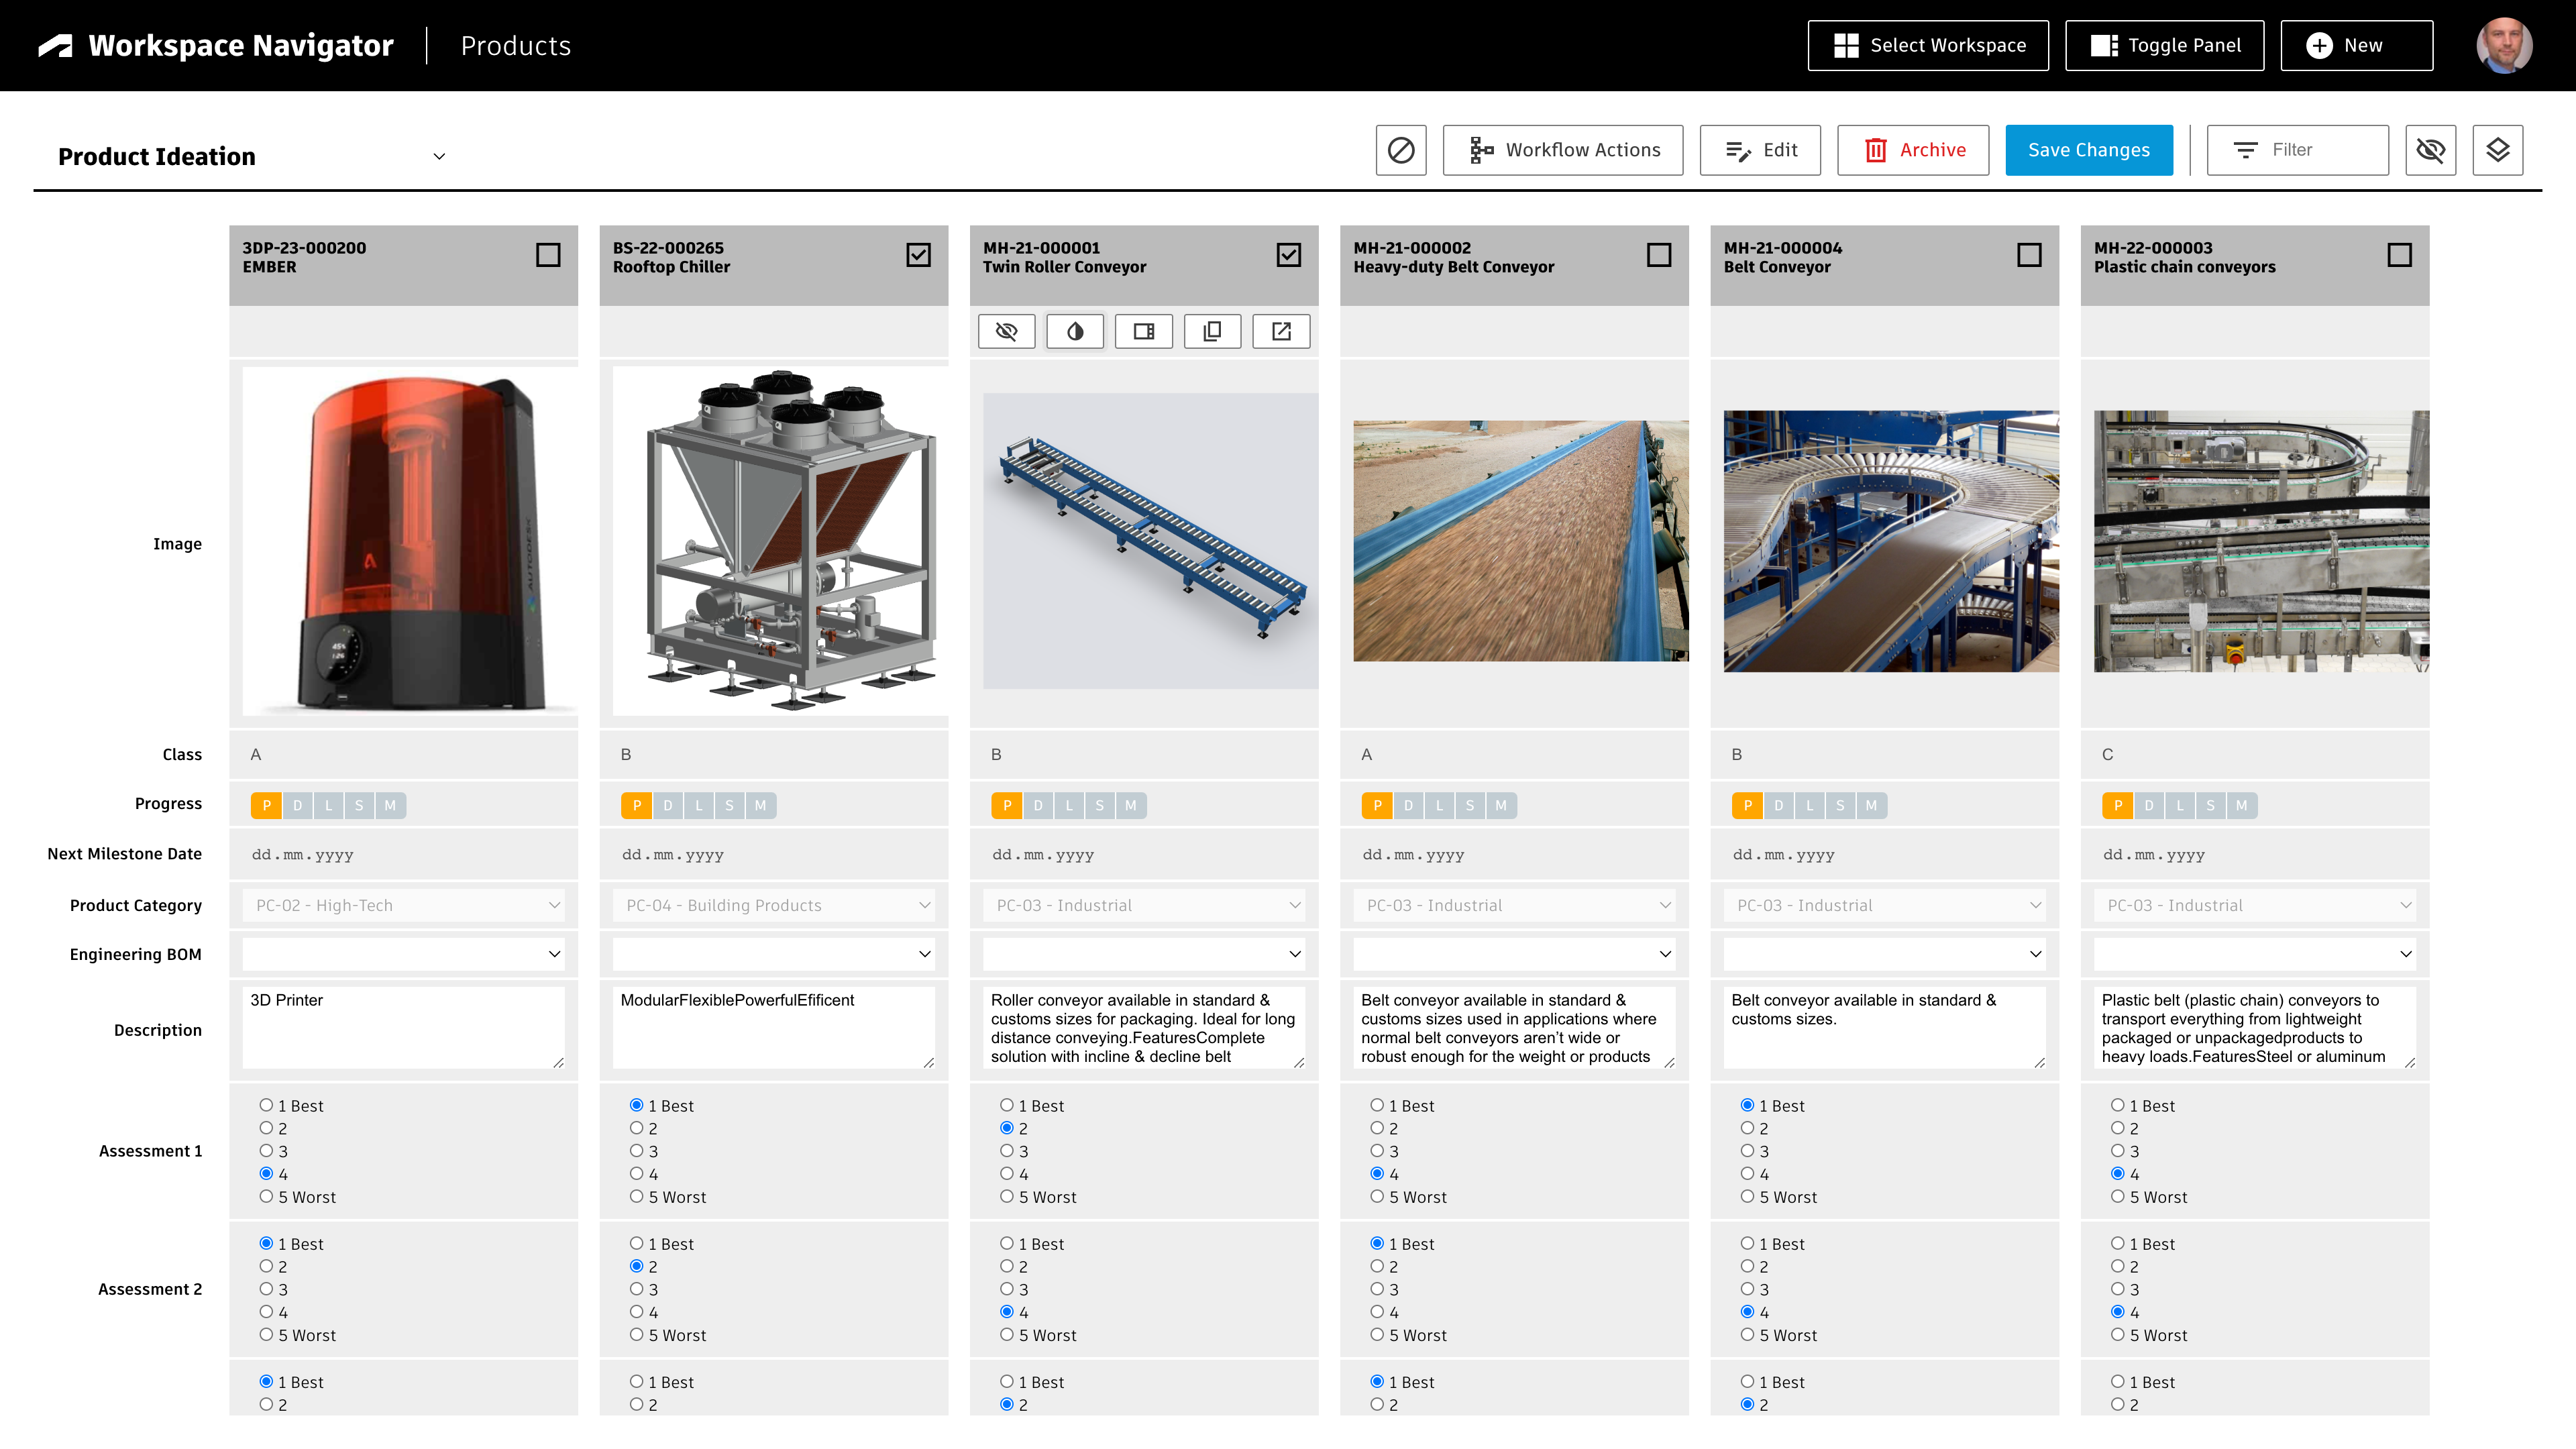 Workspace Navigator
Products
Select Workspace
Toggle Panel
New
Product Ideation
Workflow Actions
Edit
Archive
Save Changes
Filter
3DP-23-000200
EMBER
BS-22-000265
Rooftop Chiller
MH-21-000001
Twin Roller Conveyor
MH-21-000002
Heavy-duty Belt Conveyor
MH-21-000004
Belt Conveyor
MH-22-000003
Plastic chain conveyors
Image
AUTODESK
Class
A
B
B
A
B
C
Progress
P D L S M
P D L S M
P D L S M
P D L S M
P D L S M
P D L S M
Next Milestone Date
dd.mm.yyyy
dd.mm.yyyy
dd.mm.yyyy
dd.mm.yyyy
dd.mm.yyyy
dd.mm.yyyy
Product Category
PC-02 - High-Tech
PC-04 - Building Products
PC-03 - Industrial
PC-03 - Industrial
PC-03 - Industrial
PC-03 - Industrial
Engineering BOM
Description
3D Printer
ModularFlexiblePowerfulEfificent
Roller conveyor available in standard &
customs sizes for packaging. Ideal for long
distance conveying.FeaturesComplete
solution with incline & decline belt
Belt conveyor available in standard &
customs sizes used in applications where
normal belt conveyors aren't wide or
robust enough for the weight or products
Belt conveyor available in standard &
customs sizes.
Plastic belt (plastic chain) conveyors to
transport everything from lightweight
packaged or unpackagedproducts to
heavy loads.FeaturesSteel or aluminum
Assessment 1
1 Best
2
3
4
5 Worst
1 Best
2
3
4
5 Worst
1 Best
2
3
4
5 Worst
1 Best
2
3
4
5 Worst
1 Best
2
3
4
5 Worst
1 Best
2
3
4
5 Worst
Assessment 2
1 Best
2
3
4
5 Worst
1 Best
2
3
4
5 Worst
1 Best
2
3
4
5 Worst
1 Best
2
3
4
5 Worst
1 Best
2
3
4
5 Worst
1 Best
2
3
4
5 Worst
1 Best
2
1 Best
2
1 Best
2
1 Best
2
1 Best
2
1 Best
2